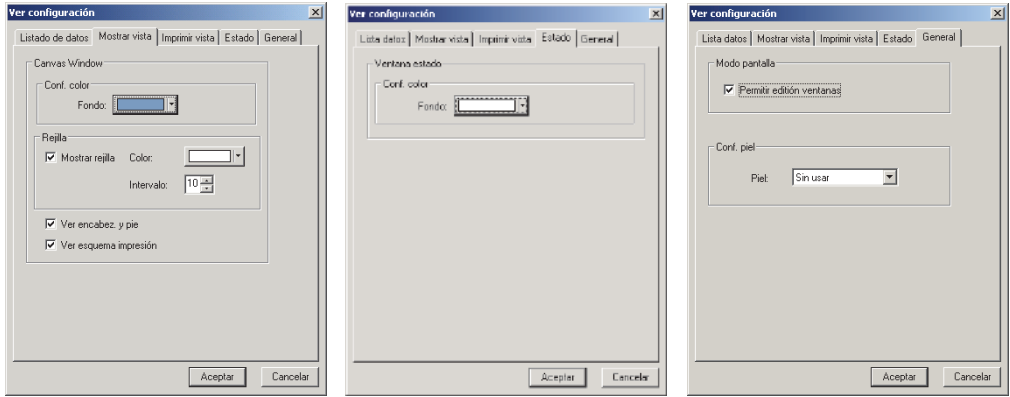 Ver configuración
Listado de datos Mostrar vista Imprimir vista Estado General
Canvas Window
Conf. color
Fondo:
Rejilla
Mostrar rejilla Color:
Intervalo: 10
Ver encabez. y pie
Ver esquema impresión
Aceptar Cancelar
Ver configuración
Lista datos Mostrar vista Imprimir vista Estado General
Ventana estado
Conf. color
Fondo:
Aceptar Cancelar
Ver configuración
Lista datos Mostrar vista Imprimir vista Estado General
Modo pantalla
Permitir editión ventanas
Conf. piel
Piel: Sin usar
Aceptar Cancelar